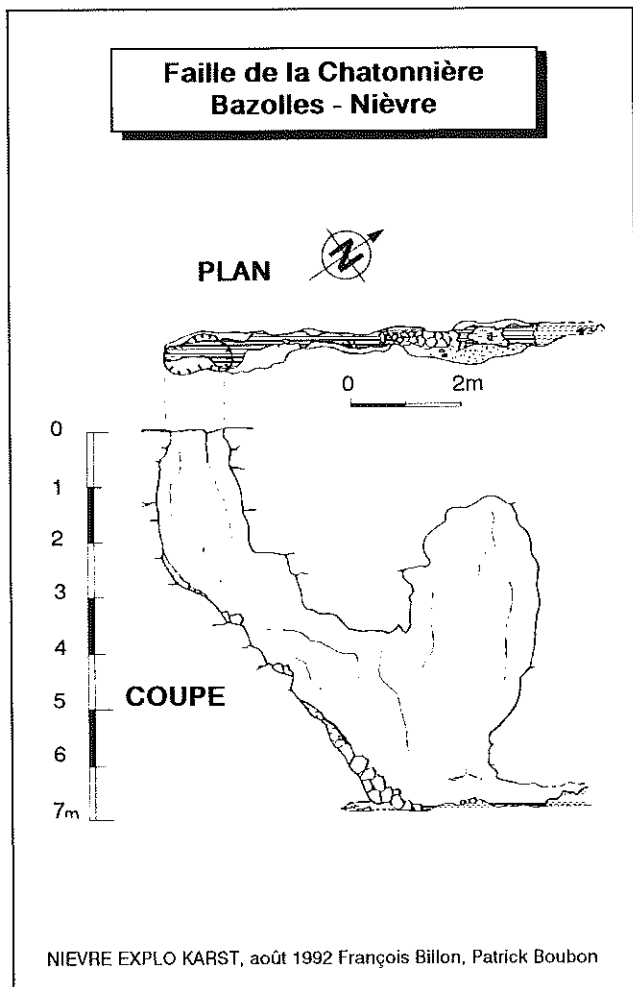 Faille de la Chatonnière
Bazolles - Nièvre
N
PLAN
0 2m
0
1
2
3
4
5
6
7m
COUPE
NIEVRE EXPLO KARST, août 1992 François Billon, Patrick Boubon